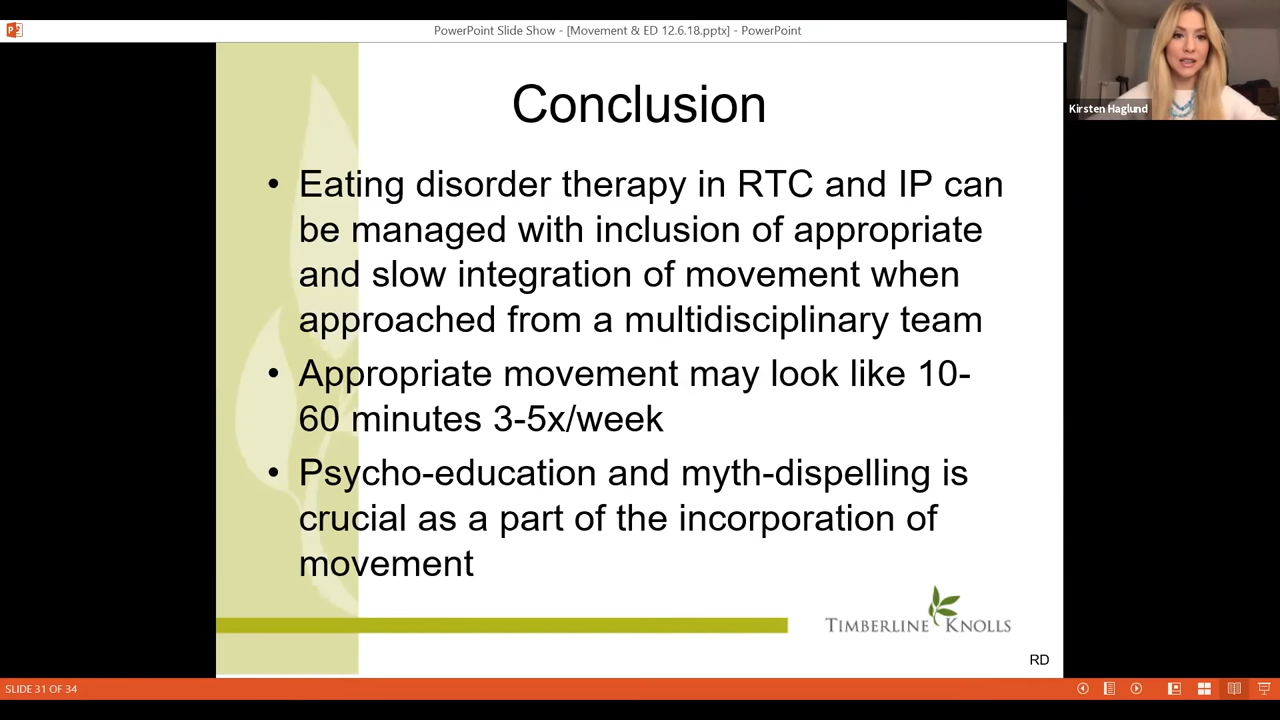 PowerPoint Slide Show - [Movement & ED 12.6.18.pptx] - PowerPoint
Kirsten Haglund
Conclusion
• Eating disorder therapy in RTC and IP can
be managed with inclusion of appropriate
and slow integration of movement when
approached from a multidisciplinary team
• Appropriate movement may look like 10-
60 minutes 3-5x/week
• Psycho-education and myth-dispelling is
crucial as a part of the incorporation of
movement
TIMBERLINE KNOLLS
RD
SLIDE 31 OF 34